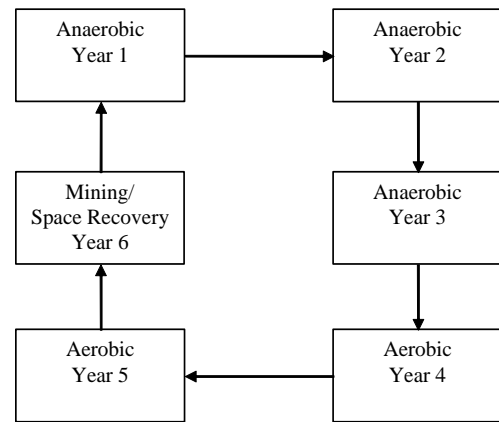 Anaerobic
Year 1
Anaerobic
Year 2
Mining/
Space Recovery
Year 6
Anaerobic
Year 3
Aerobic
Year 5
Aerobic
Year 4